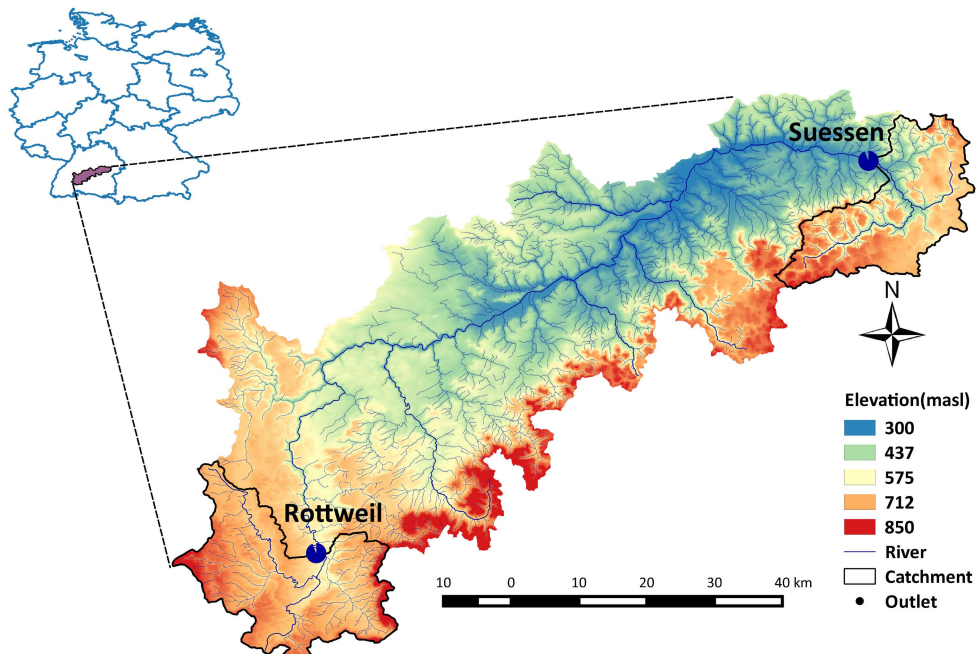 Suessen
N
Elevation(masl)
300
437
575
712
850
River
Catchment
Outlet
Rottweil
10 0 10 20 30 40 km